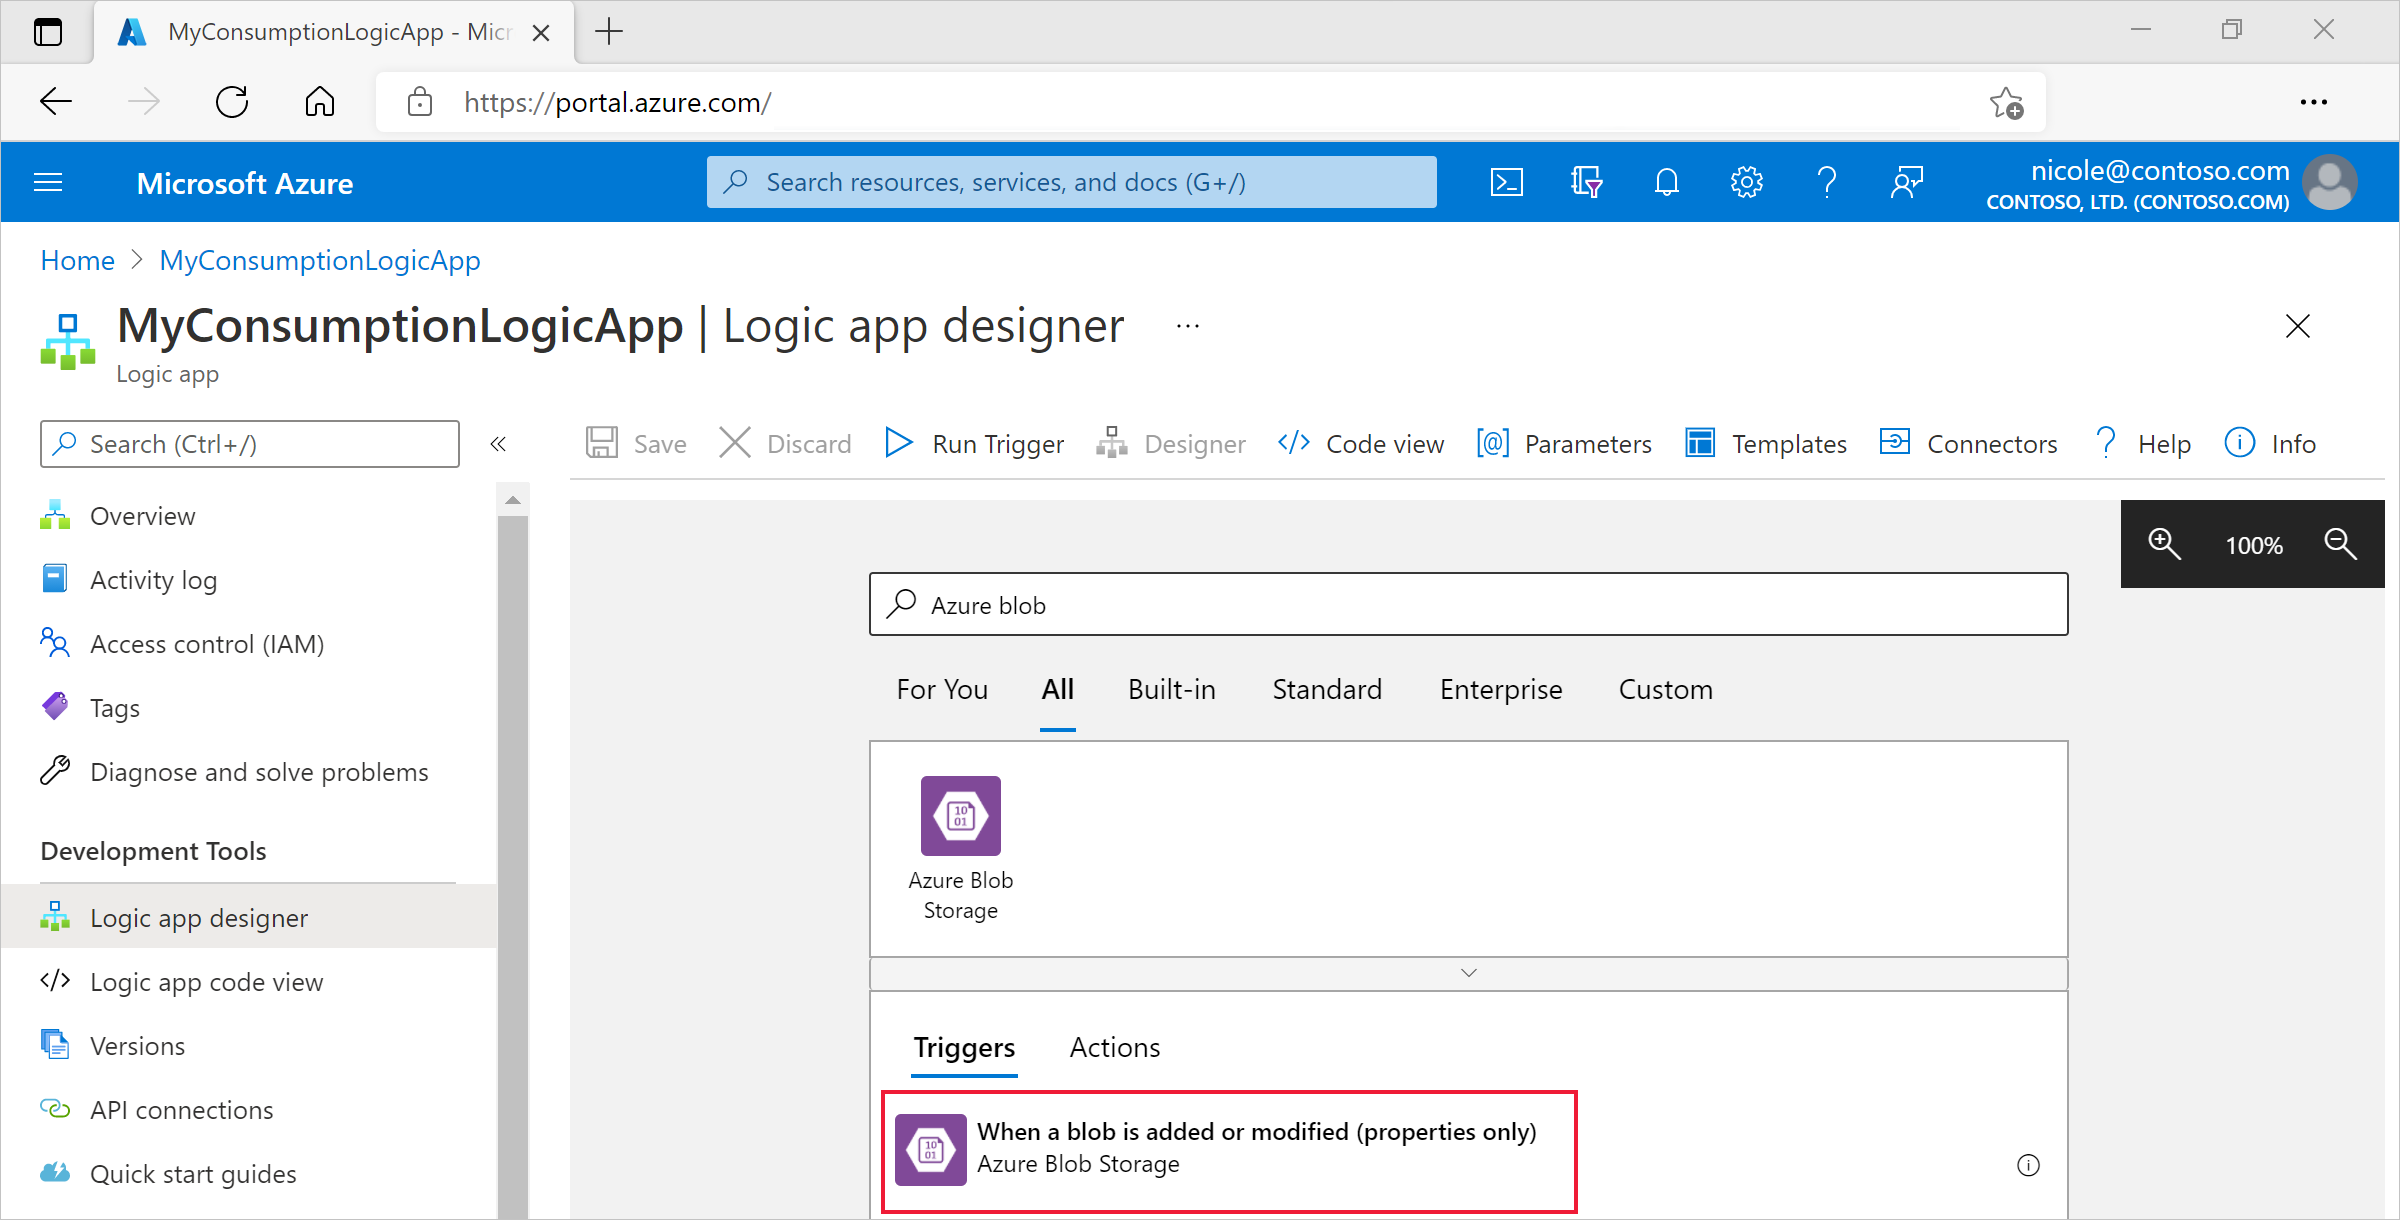 MyConsumptionLogicApp - Micr
https://portal.azure.com/
Microsoft Azure
Search resources, services, and docs (G+/)
nicole@contoso.com
CONTOSO, LTD. (CONTOSO.COM)
Home > MyConsumptionLogicApp
MyConsumptionLogicApp | Logic app designer ...
Logic app
Search (Ctrl+/)
«
Save Discard Run Trigger Designer Code view Parameters Templates Connectors Help Info
Overview
Activity log
Access control (IAM)
Tags
Diagnose and solve problems
Development Tools
Logic app designer
Logic app code view
Versions
API connections
Quick start guides
100%
Azure blob
For You All Built-in Standard Enterprise Custom
10
01
Azure Blob
Storage
Triggers Actions
10
01
When a blob is added or modified (properties only)
Azure Blob Storage